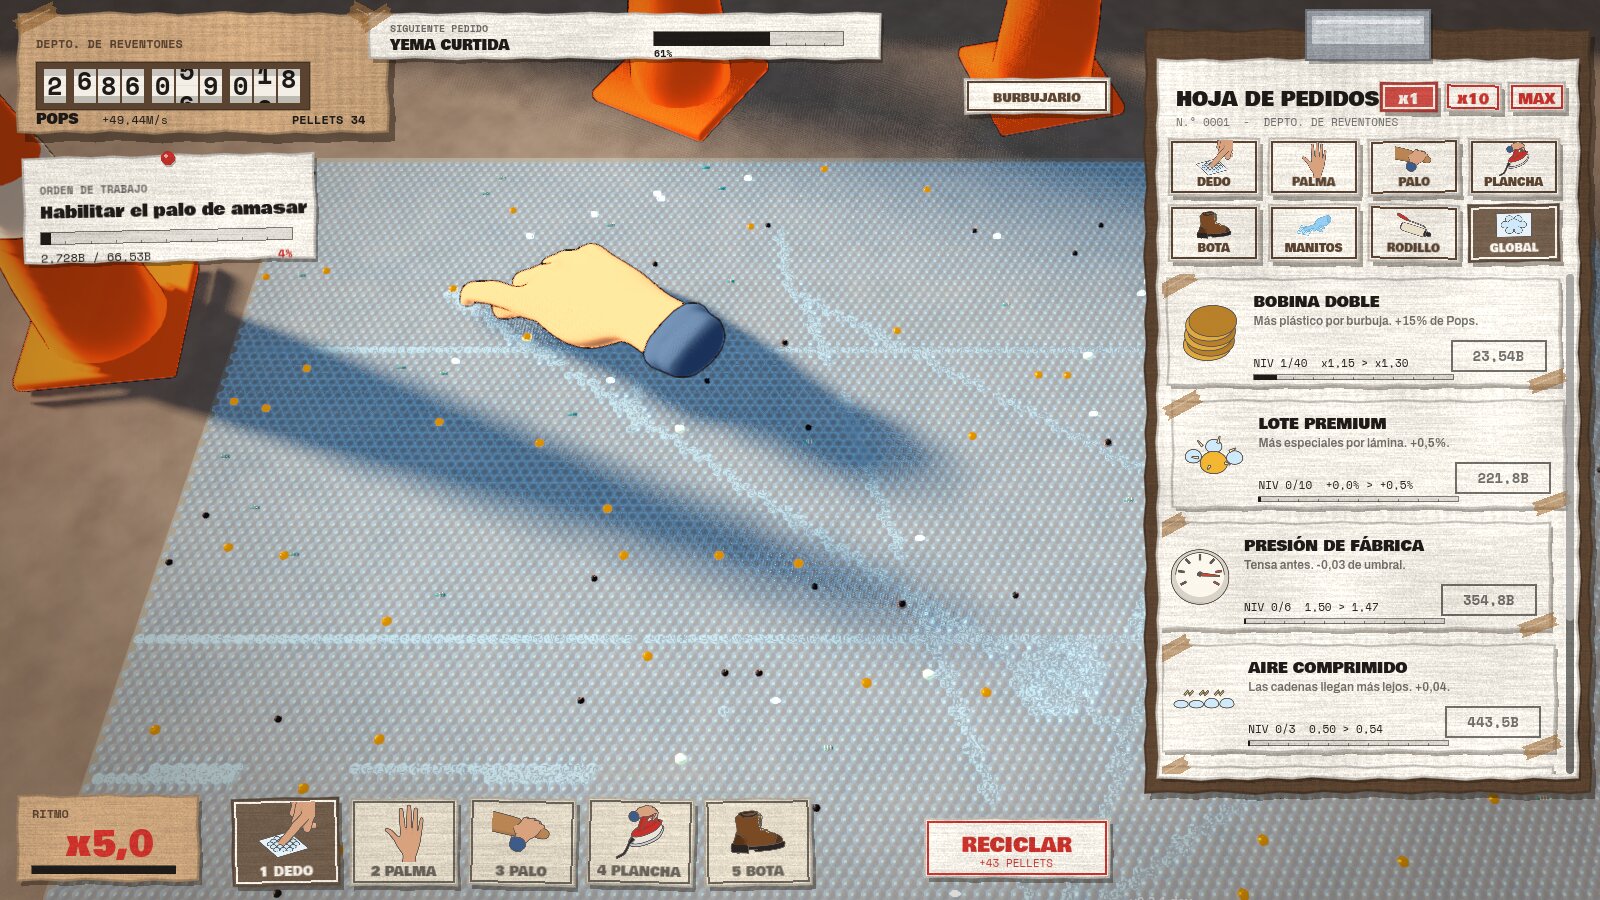 DEPTO. DE REVENTONES
POPS +49,44M/s PELLETS 34
SIGUIENTE PEDIDO
YEMA CURTIDA
61%
BURBUJARIO
ORDEN DE TRABAJO
Habilitar el palo de amasar
2,728B / 66,53B 4%
HOJA DE PEDIDOS x1 x10 MAX
N.° 0001 - DEPTO. DE REVENTONES
DEDO PALMA PALO PLANCHA
BOTA MANITOS RODILLO GLOBAL
BOBINA DOBLE
Más plástico por burbuja. +15% de Pops.
NIV 1/40 x1,15 > x1,30 23,54B
LOTE PREMIUM
Más especiales por lámina. +0,5%.
NIV 0/10 +0,0% > +0,5% 221,8B
PRESIÓN DE FÁBRICA
Tensa antes. -0,03 de umbral.
NIV 0/6 1,50 > 1,47 354,8B
AIRE COMPRIMIDO
Las cadenas llegan más lejos. +0,04.
NIV 0/3 0,50 > 0,54 443,5B
RITMO
x5,0
1 DEDO 2 PALMA 3 PALO 4 PLANCHA 5 BOTA
RECICLAR
+43 PELLETS